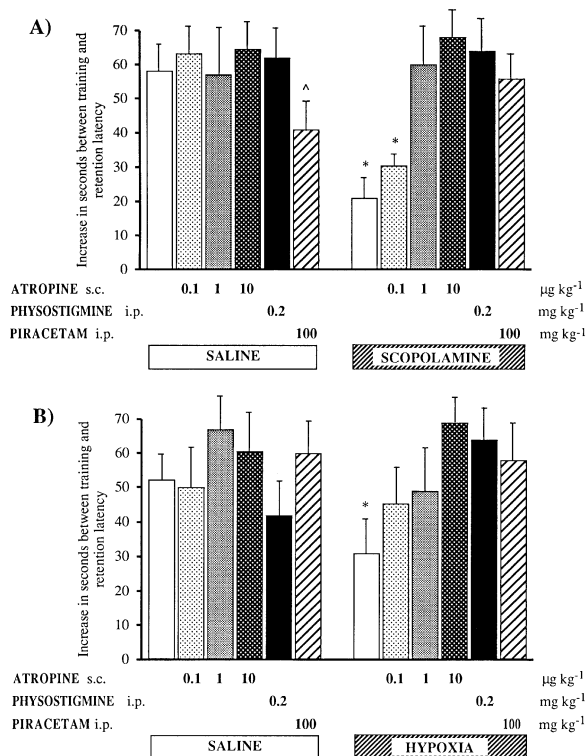 A)
Increase in seconds between training and
retention latency
70
60
50
40
30
20
10
0
^
*
*
ATROPINE s.c. 0.1 1 10 0.1 1 10 µg kg-1
PHYSOSTIGMINE i.p. 0.2 0.2 mg kg-1
PIRACETAM i.p. 100 100 mg kg-1
SALINE SCOPOLAMINE
B)
Increase in seconds between training and
retention latency
70
60
50
40
30
20
10
0
*
ATROPINE s.c. 0.1 1 10 0.1 1 10 µg kg-1
PHYSOSTIGMINE i.p. 0.2 0.2 mg kg-1
PIRACETAM i.p. 100 100 mg kg-1
SALINE HYPOXIA